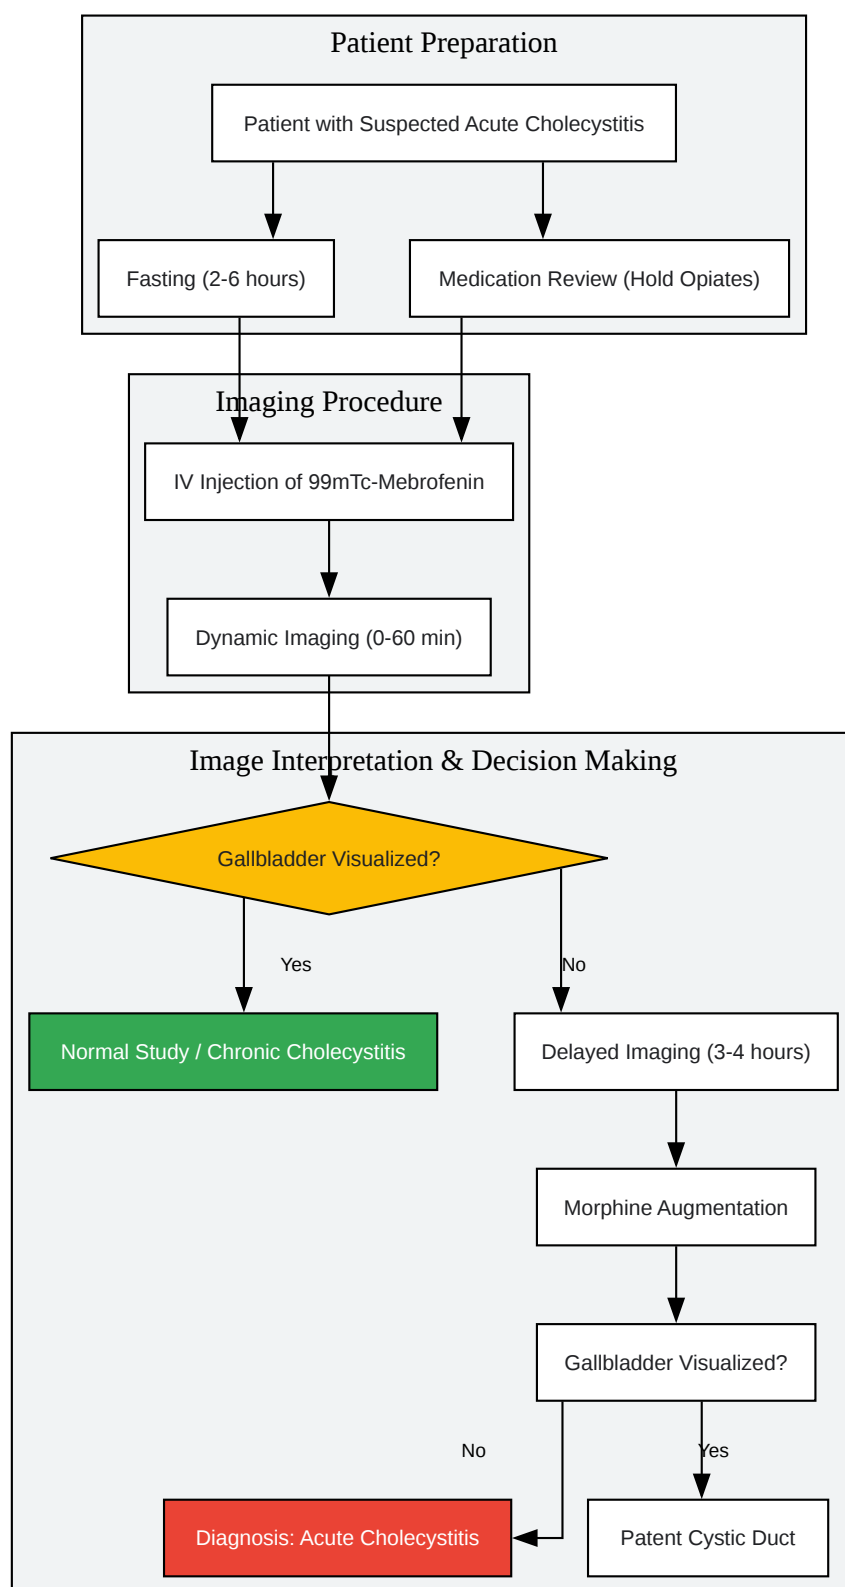 Patient Preparation
Patient with Suspected Acute Cholecystitis
Fasting (2-6 hours)
Medication Review (Hold Opiates)
Imaging Procedure
IV Injection of 99mTc-Mebrofenin
Dynamic Imaging (0-60 min)
Image Interpretation & Decision Making
Gallbladder Visualized?
Yes
No
Normal Study / Chronic Cholecystitis
Delayed Imaging (3-4 hours)
Morphine Augmentation
Gallbladder Visualized?
No
Yes
Diagnosis: Acute Cholecystitis
Patent Cystic Duct